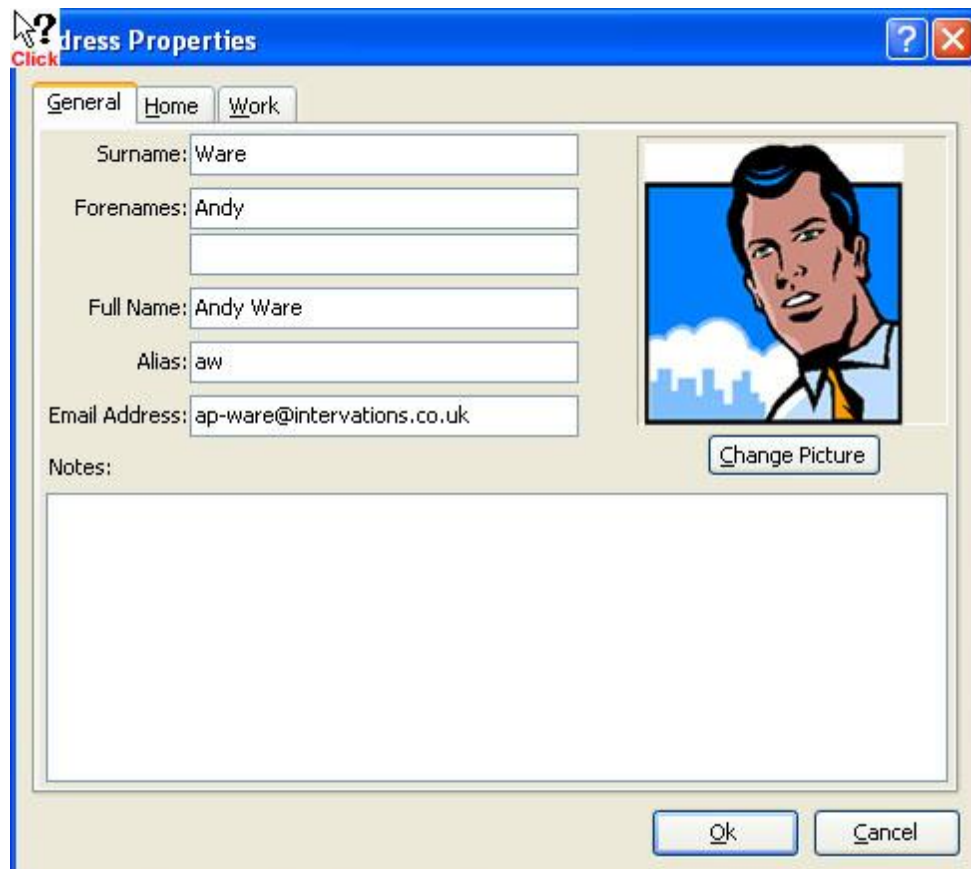 ?
Click
dress Properties
?
General Home Work
Surname: Ware
Forenames: Andy
Full Name: Andy Ware
Alias: aw
Email Address: ap-ware@intervations.co.uk
Change Picture
Notes:
Ok Cancel